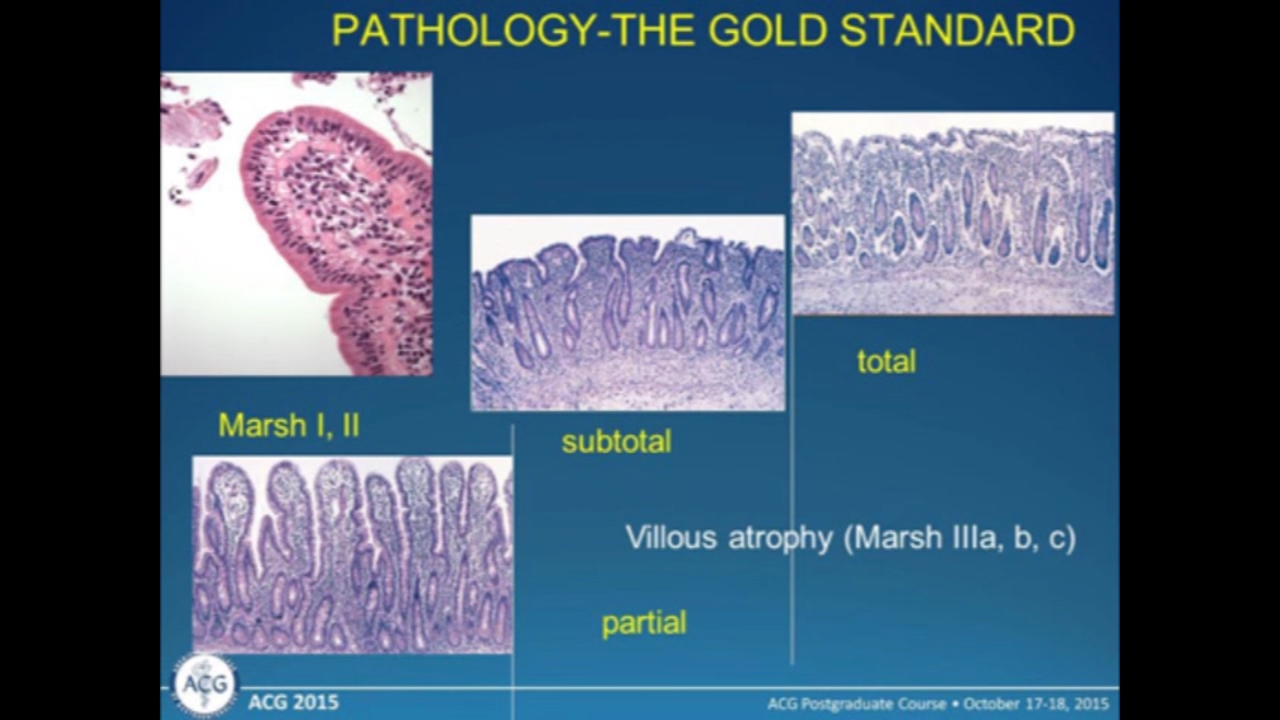 PATHOLOGY-THE GOLD STANDARD
total
Marsh I, II
subtotal
Villous atrophy (Marsh IIIa, b, c)
partial
ACG
ACG 2015
ACG Postgraduate Course • October 17-18, 2015